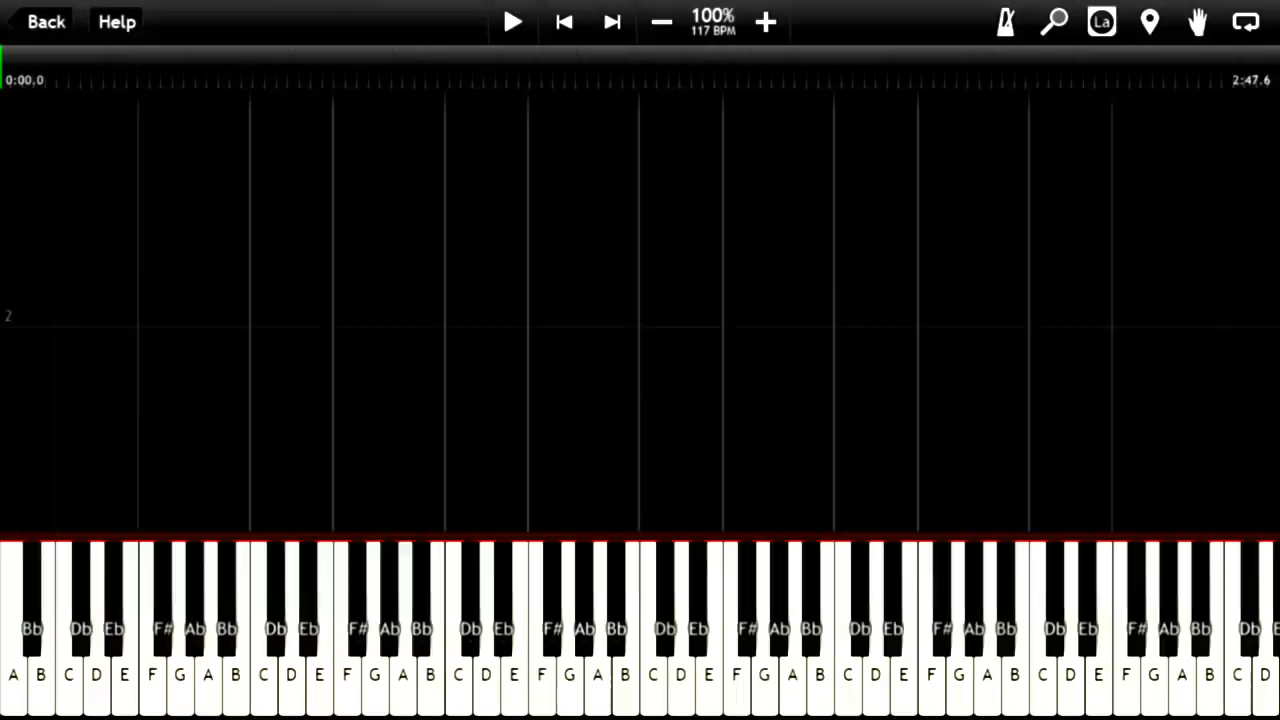 Back Help 100% La
117 BPM
0:00.0 2:47.6
2
Bb Db Eb F# Ab Bb Db Eb F# Ab Bb Db Eb F# Ab Bb Db Eb F# Ab Bb Db Eb F# Ab Bb Db Eb F# Ab Bb Db E
A B C D E F G A B C D E F G A B C D E F G A B C D E F G A B C D E F G A B C D E F G A B C D